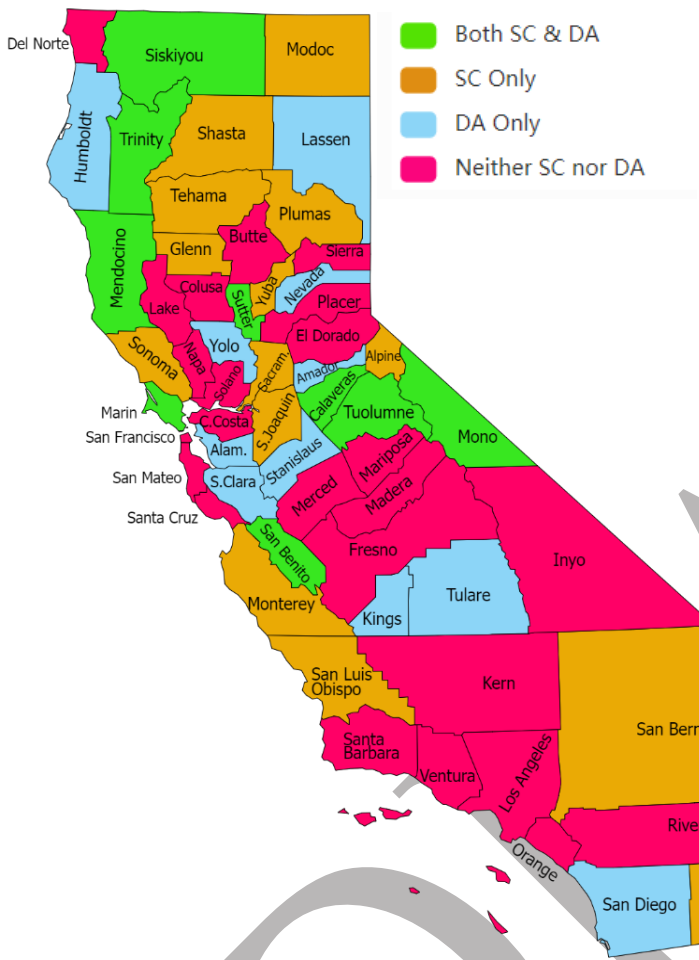 Both SC & DA
SC Only
DA Only
Neither SC nor DA
Del Norte
Siskiyou
Modoc
Humboldt
Trinity
Shasta
Lassen
Tehama
Plumas
Mendocino
Glenn
Butte
Sierra
Lake
Colusa
Sutter
Yuba
Nevada
Placer
El Dorado
Sonoma
Napa
Yolo
Solano
Sacram.
Amador
Alpine
Marin
San Francisco
C.Costa
S.Joaquin
Calaveras
Tuolumne
Mono
Alam.
Stanislaus
San Mateo
S.Clara
Merced
Mariposa
Madera
Santa Cruz
San Benito
Fresno
Inyo
Monterey
Kings
Tulare
San Luis
Obispo
Kern
San Bern
Santa
Barbara
Ventura
Los Angeles
Rive
Orange
San Diego